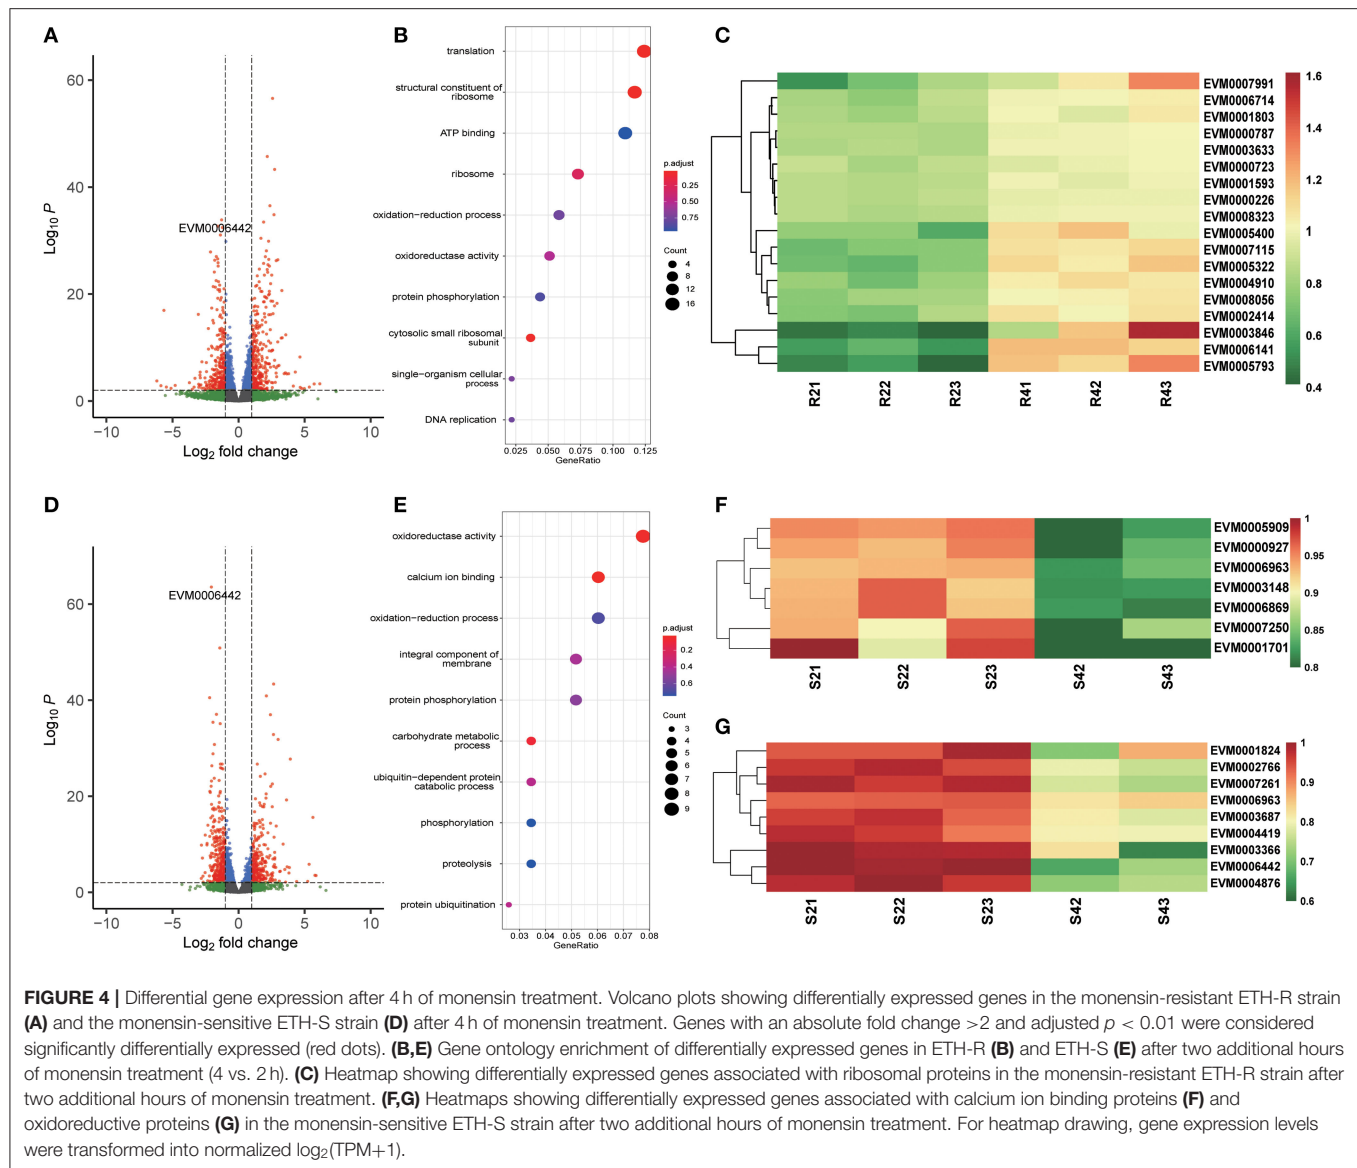 A
Log10 P
60
40
20
0
EVM0006442
−10
−5
0
5
10
Log2 fold change
B
translation
structural constituent of
ribosome
ATP binding
ribosome
oxidation−reduction process
oxidoreductase activity
protein phosphorylation
cytosolic small ribosomal
subunit
single−organism cellular
process
DNA replication
0.025
0.050
0.075
0.100
0.125
GeneRatio
p.adjust
0.25
0.50
0.75
Count
4
8
12
16
C
EVM0007991
EVM0006714
EVM0001803
EVM0000787
EVM0003633
EVM0000723
EVM0001593
EVM0000226
EVM0008323
EVM0005400
EVM0007115
EVM0005322
EVM0004910
EVM0008056
EVM0002414
EVM0003846
EVM0006141
EVM0005793
R21
R22
R23
R41
R42
R43
1.6
1.4
1.2
1
0.8
0.6
0.4
D
Log10 P
60
40
20
0
EVM0006442
−10
−5
0
5
10
Log2 fold change
E
oxidoreductase activity
calcium ion binding
oxidation−reduction process
integral component of
membrane
protein phosphorylation
carbohydrate metabolic
process
ubiquitin−dependent protein
catabolic process
phosphorylation
proteolysis
protein ubiquitination
0.03
0.04
0.05
0.06
0.07
0.08
GeneRatio
p.adjust
0.2
0.4
0.6
Count
3
4
5
6
7
8
9
F
EVM0005909
EVM0000927
EVM0006963
EVM0003148
EVM0006869
EVM0007250
EVM0001701
S21
S22
S23
S42
S43
1
0.95
0.9
0.85
0.8
G
EVM0001824
EVM0002766
EVM0007261
EVM0006963
EVM0003687
EVM0004419
EVM0003366
EVM0006442
EVM0004876
S21
S22
S23
S42
S43
1
0.9
0.8
0.7
0.6
FIGURE 4 | Differential gene expression after 4 h of monensin treatment. Volcano plots showing differentially expressed genes in the monensin-resistant ETH-R strain
(A) and the monensin-sensitive ETH-S strain (D) after 4 h of monensin treatment. Genes with an absolute fold change >2 and adjusted p < 0.01 were considered
significantly differentially expressed (red dots). (B,E) Gene ontology enrichment of differentially expressed genes in ETH-R (B) and ETH-S (E) after two additional hours
of monensin treatment (4 vs. 2 h). (C) Heatmap showing differentially expressed genes associated with ribosomal proteins in the monensin-resistant ETH-R strain after
two additional hours of monensin treatment. (F,G) Heatmaps showing differentially expressed genes associated with calcium ion binding proteins (F) and
oxidoreductive proteins (G) in the monensin-sensitive ETH-S strain after two additional hours of monensin treatment. For heatmap drawing, gene expression levels
were transformed into normalized log2(TPM+1).